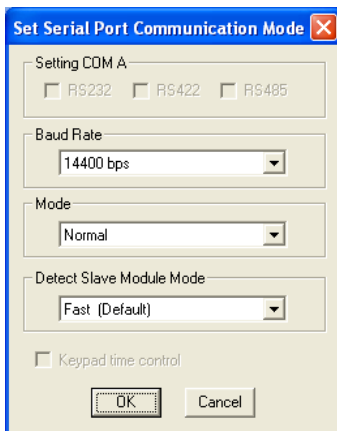 Set Serial Port Communication Mode
Setting COM A
RS232 RS422 RS485
Baud Rate
14400 bps
Mode
Normal
Detect Slave Module Mode
Fast (Default)
Keypad time control
OK Cancel